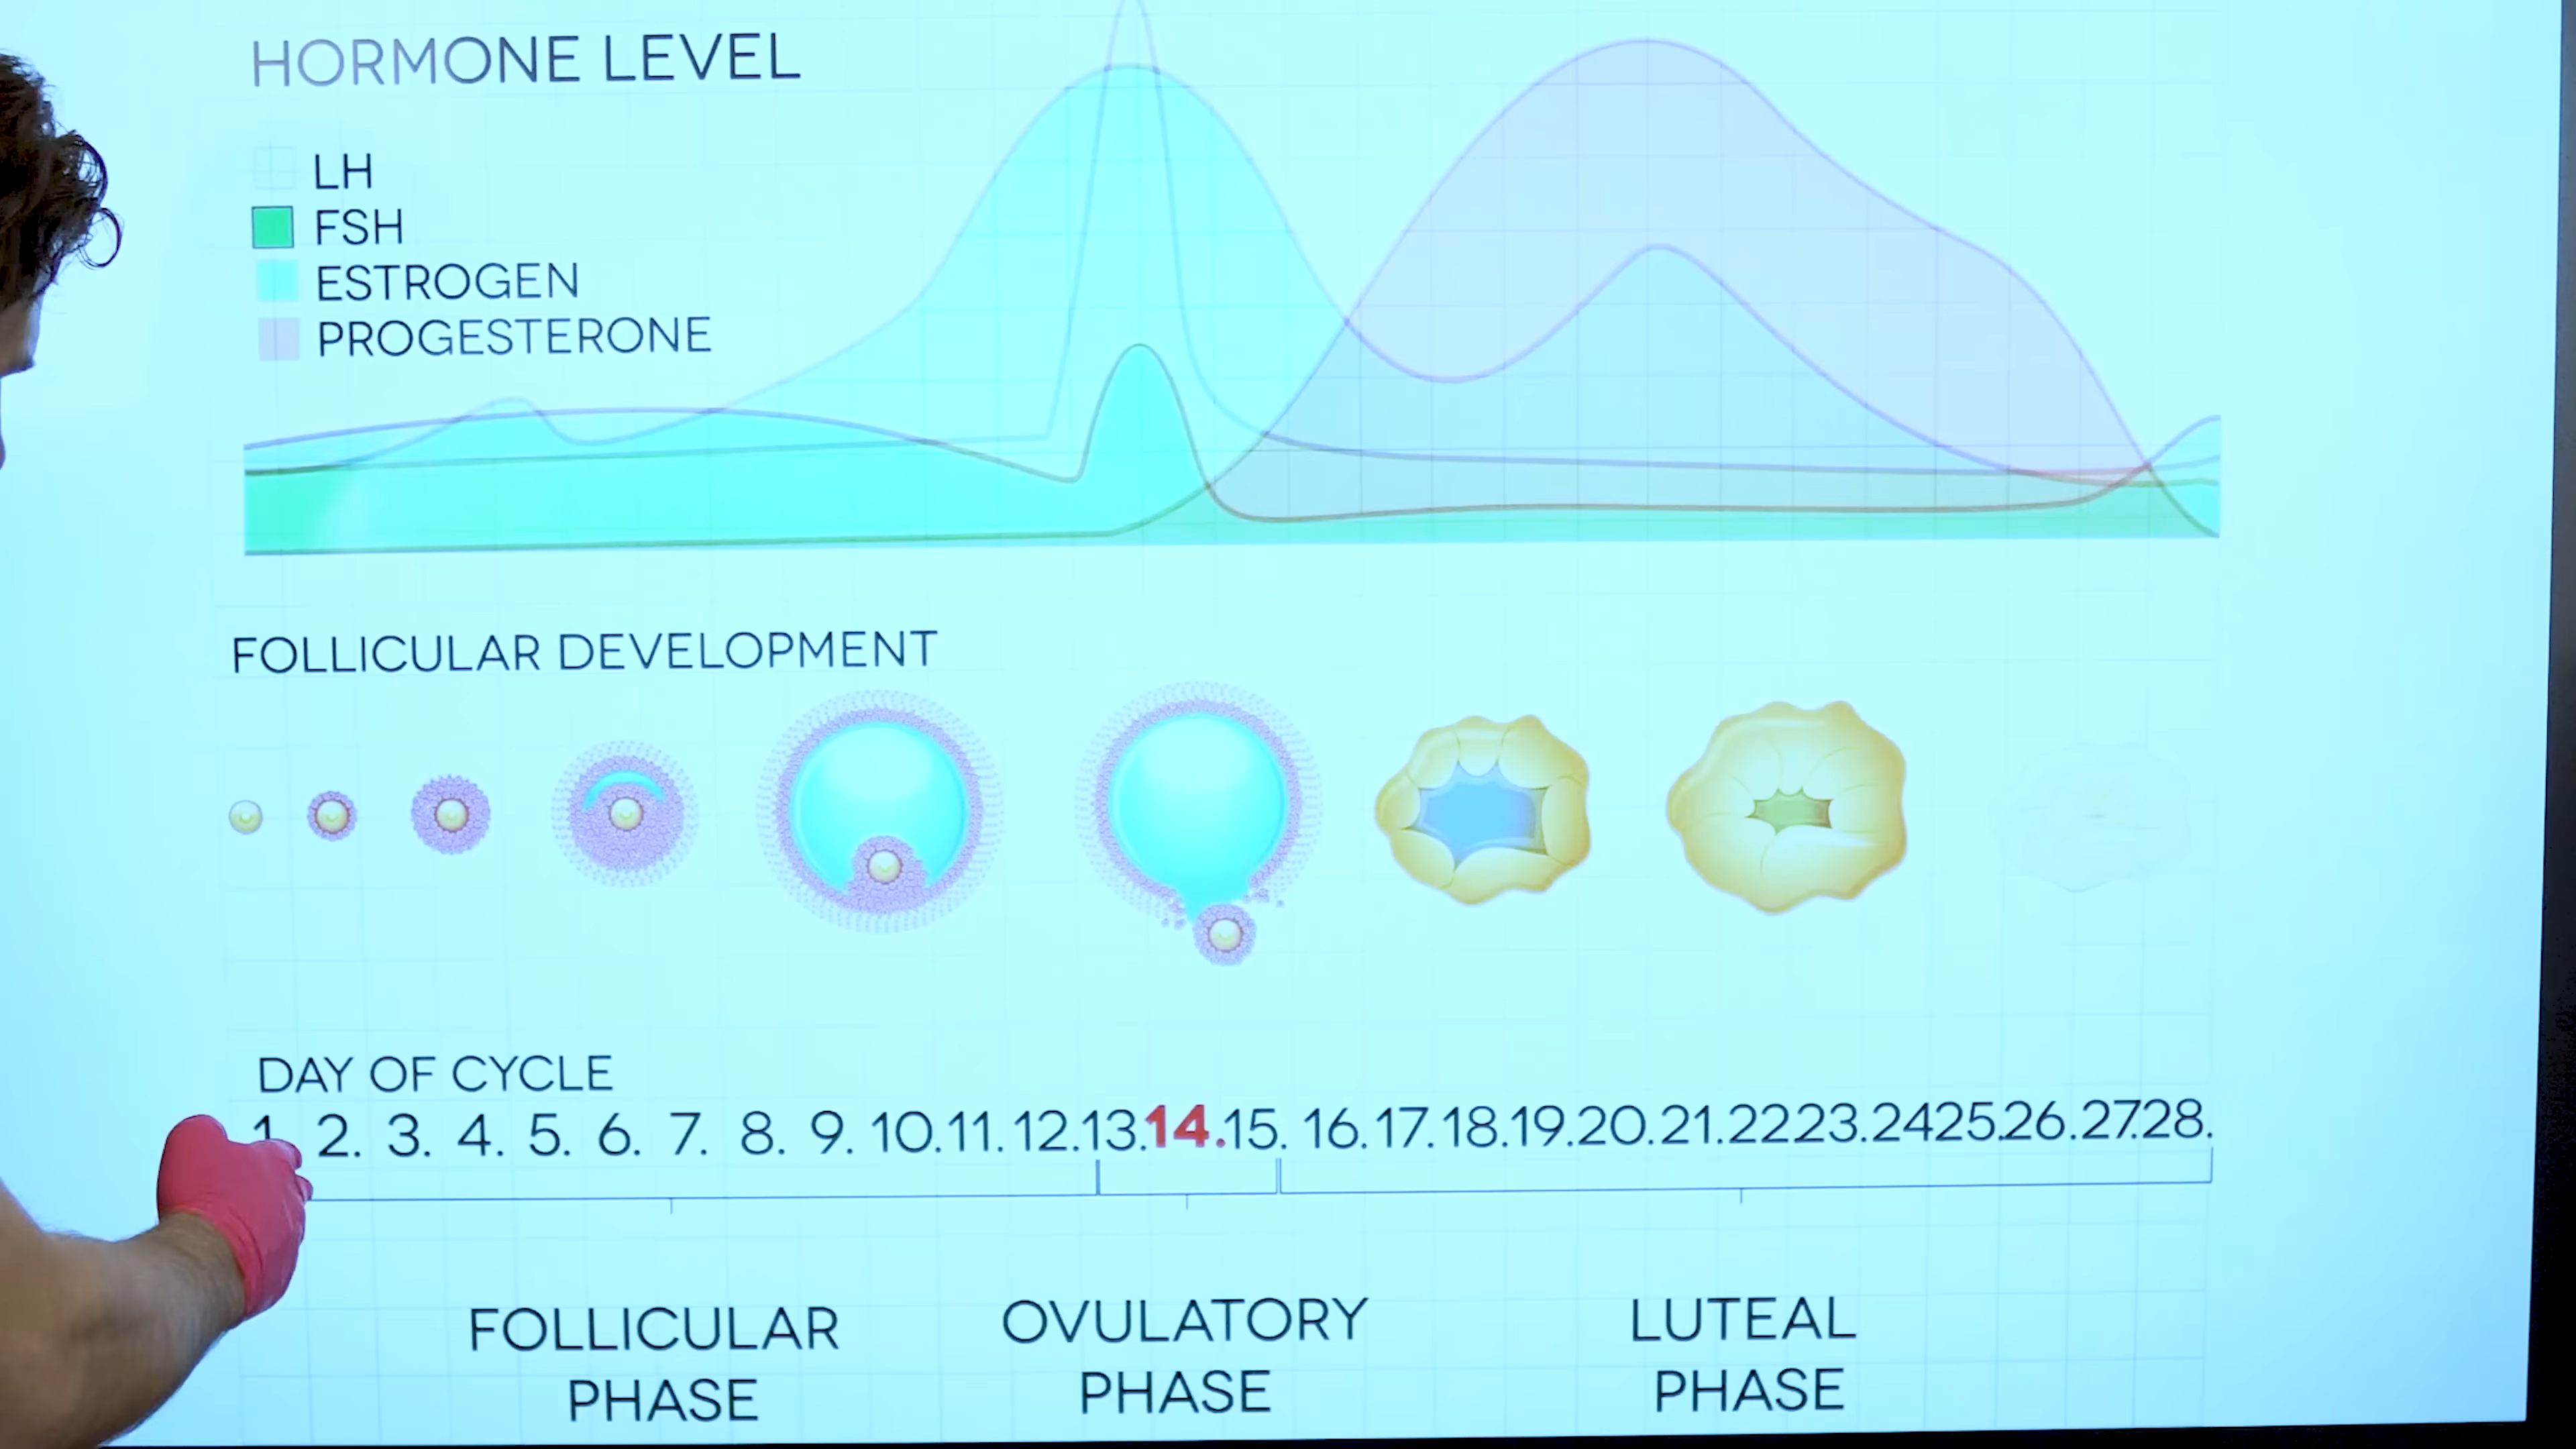 HORMONE LEVEL
LH
FSH
ESTROGEN
PROGESTERONE
FOLLICULAR DEVELOPMENT
DAY OF CYCLE
1. 2. 3. 4. 5. 6. 7. 8. 9. 10. 11. 12. 13. 14. 15. 16. 17. 18. 19. 20. 21. 22 23. 24 25. 26. 27. 28.
FOLLICULAR
PHASE
OVULATORY
PHASE
LUTEAL
PHASE